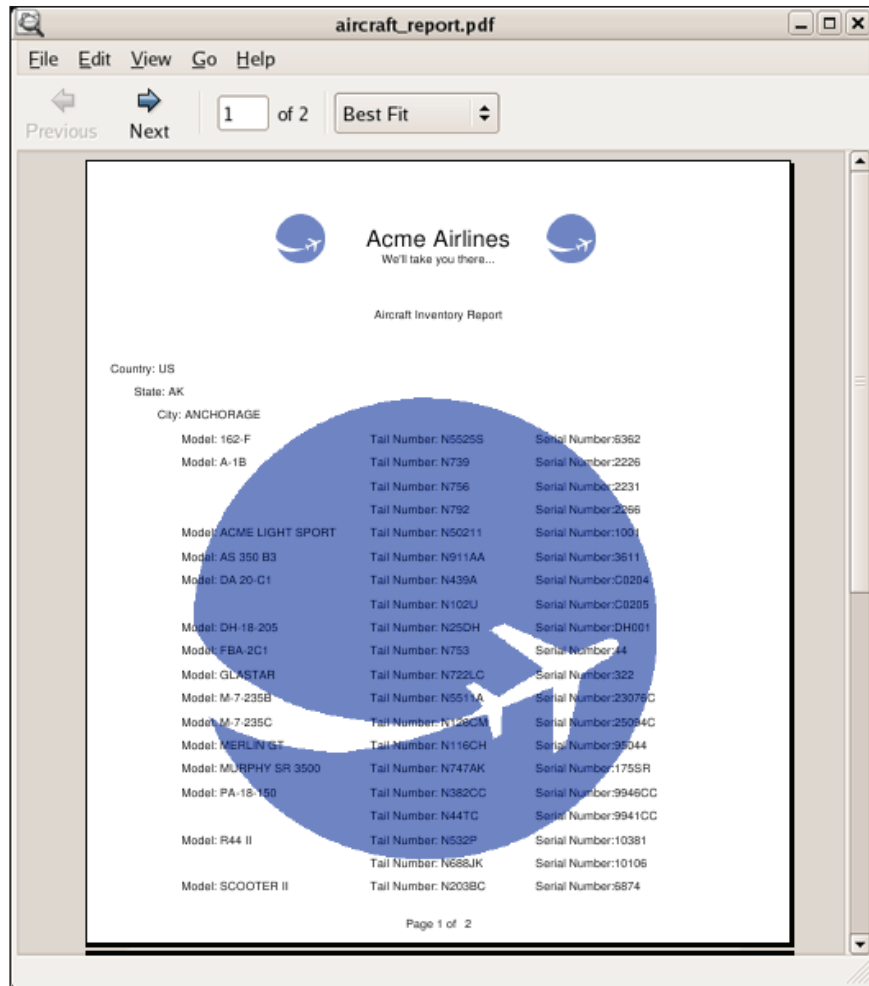 aircraft_report.pdf
File Edit View Go Help
Previous Next 1 of 2 Best Fit
Acme Airlines
We'll take you there...
Aircraft Inventory Report
Country: US
State: AK
City: ANCHORAGE
Model: 162-F Tail Number: N5525S Serial Number:6362
Model: A-1B Tail Number: N739 Serial Number:2226
Tail Number: N756 Serial Number:2231
Tail Number: N792 Serial Number:2266
Model: ACME LIGHT SPORT Tail Number: N50211 Serial Number:1001
Model: AS 350 B3 Tail Number: N911AA Serial Number:3611
Model: DA 20-C1 Tail Number: N439A Serial Number:C0204
Tail Number: N102U Serial Number:C0205
Model: DH-18-205 Tail Number: N25DH Serial Number:DH001
Model: FBA-2C1 Tail Number: N753 Serial Number:44
Model: GLASTAR Tail Number: N722LC Serial Number:322
Model: M-7-235B Tail Number: N5511A Serial Number:23076C
Model: M-7-235C Tail Number: N128CM Serial Number:25094C
Model: MERLIN GT Tail Number: N116CH Serial Number:95044
Model: MURPHY SR 3500 Tail Number: N747AK Serial Number:175SR
Model: PA-18-150 Tail Number: N382CC Serial Number:9946CC
Tail Number: N44TC Serial Number:9941CC
Model: R44 II Tail Number: N532P Serial Number:10381
Tail Number: N688JK Serial Number:10106
Model: SCOOTER II Tail Number: N203BC Serial Number:6874
Page 1 of 2